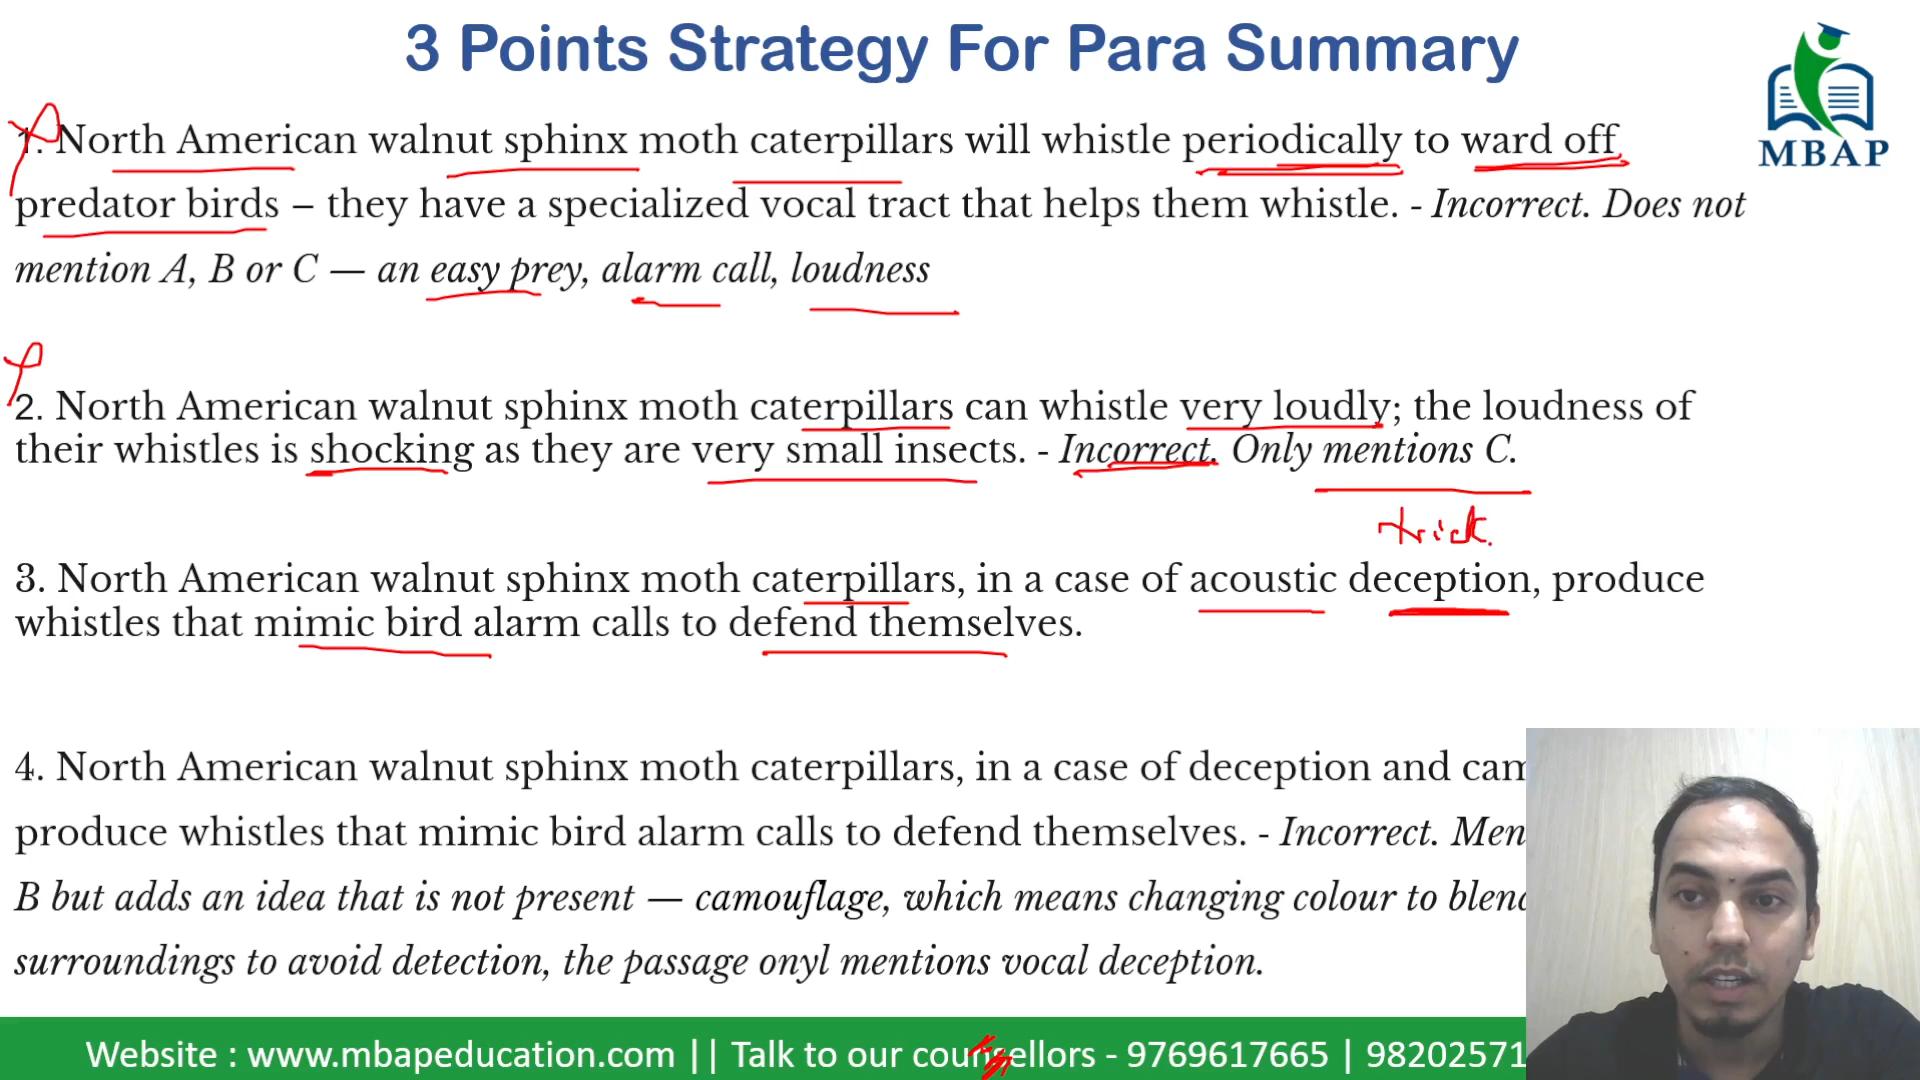 3 Points Strategy For Para Summary
MBAP
1. North American walnut sphinx moth caterpillars will whistle periodically to ward off
predator birds – they have a specialized vocal tract that helps them whistle. - Incorrect. Does not
mention A, B or C — an easy prey, alarm call, loudness
2. North American walnut sphinx moth caterpillars can whistle very loudly; the loudness of
their whistles is shocking as they are very small insects. - Incorrect. Only mentions C.
trick.
3. North American walnut sphinx moth caterpillars, in a case of acoustic deception, produce
whistles that mimic bird alarm calls to defend themselves.
4. North American walnut sphinx moth caterpillars, in a case of deception and cam
produce whistles that mimic bird alarm calls to defend themselves. - Incorrect. Men
B but adds an idea that is not present — camouflage, which means changing colour to blend
surroundings to avoid detection, the passage onyl mentions vocal deception.
Website : www.mbapeducation.com || Talk to our counsellors - 9769617665 | 98202571